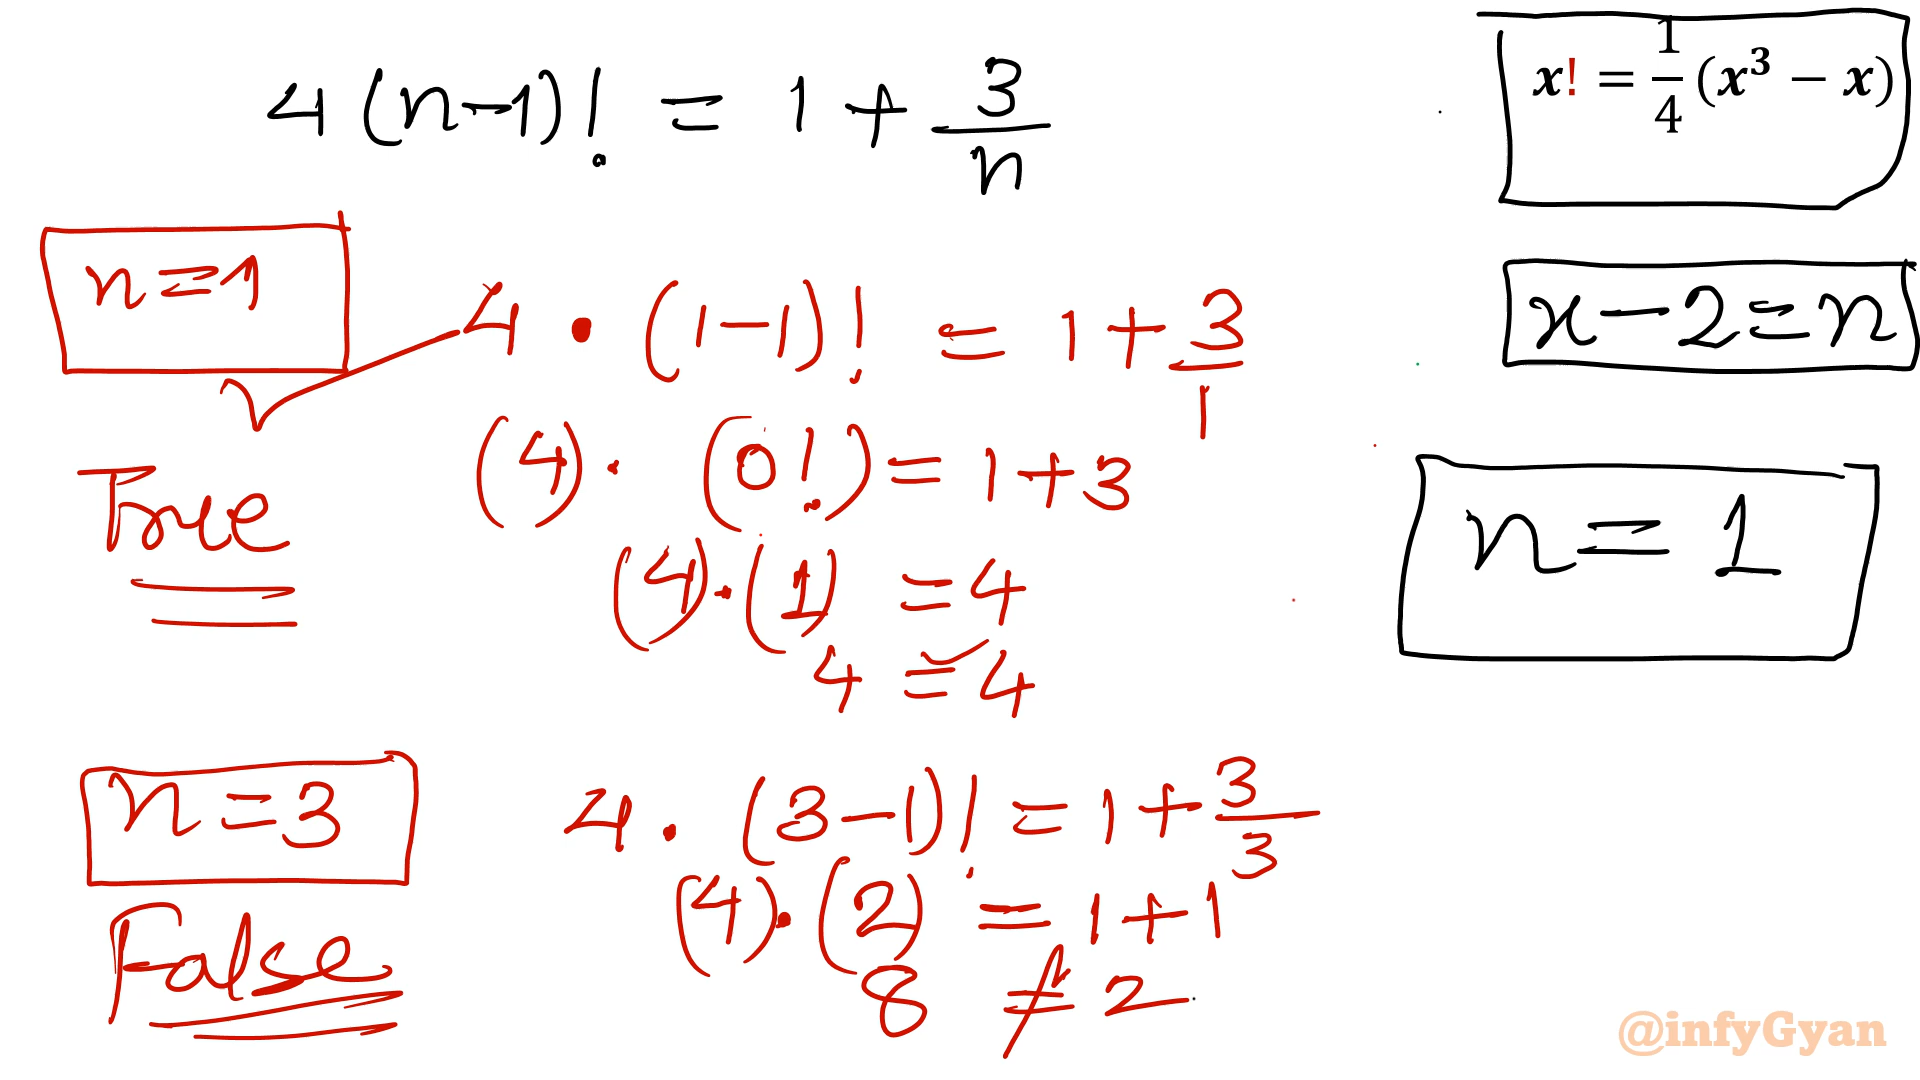 4 (n-1)! = 1 + 3/n
x! = 1/4 (x³ − x)
x - 2 = n
n = 1
n = 1
True
4 · (1-1)! = 1 + 3/1
(4) · (0!) = 1 + 3
(4) · (1) = 4
4 = 4
n = 3
False
4 · (3-1)! = 1 + 3/3
(4) · (2) = 1 + 1
8 ≠ 2
@infyGyan